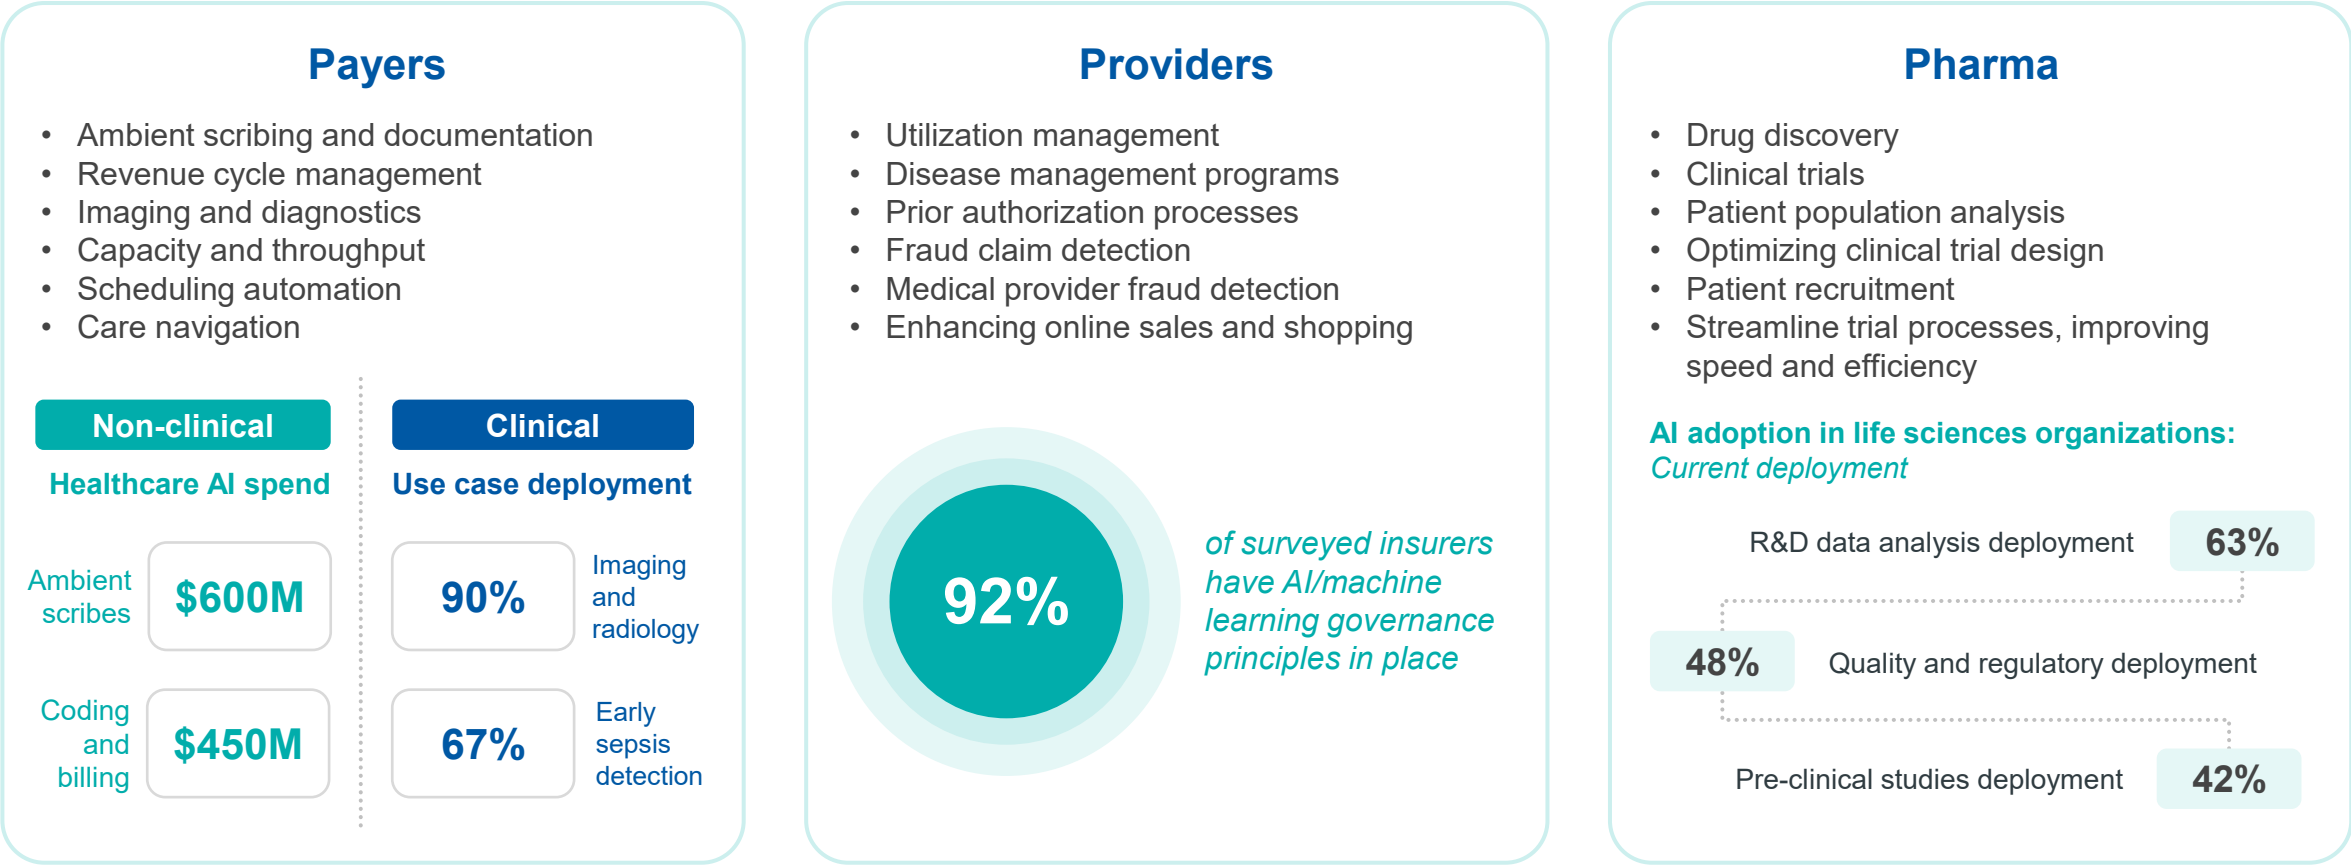 Payers
• Ambient scribing and documentation
• Revenue cycle management
• Imaging and diagnostics
• Capacity and throughput
• Scheduling automation
• Care navigation
Non-clinical
Healthcare AI spend
Ambient
scribes
$600M
Coding
and
billing
$450M
Clinical
Use case deployment
90%
Imaging
and
radiology
67%
Early
sepsis
detection
Providers
• Utilization management
• Disease management programs
• Prior authorization processes
• Fraud claim detection
• Medical provider fraud detection
• Enhancing online sales and shopping
92%
of surveyed insurers
have AI/machine
learning governance
principles in place
Pharma
• Drug discovery
• Clinical trials
• Patient population analysis
• Optimizing clinical trial design
• Patient recruitment
• Streamline trial processes, improving
speed and efficiency
AI adoption in life sciences organizations:
Current deployment
R&D data analysis deployment 63%
48% Quality and regulatory deployment
Pre-clinical studies deployment 42%